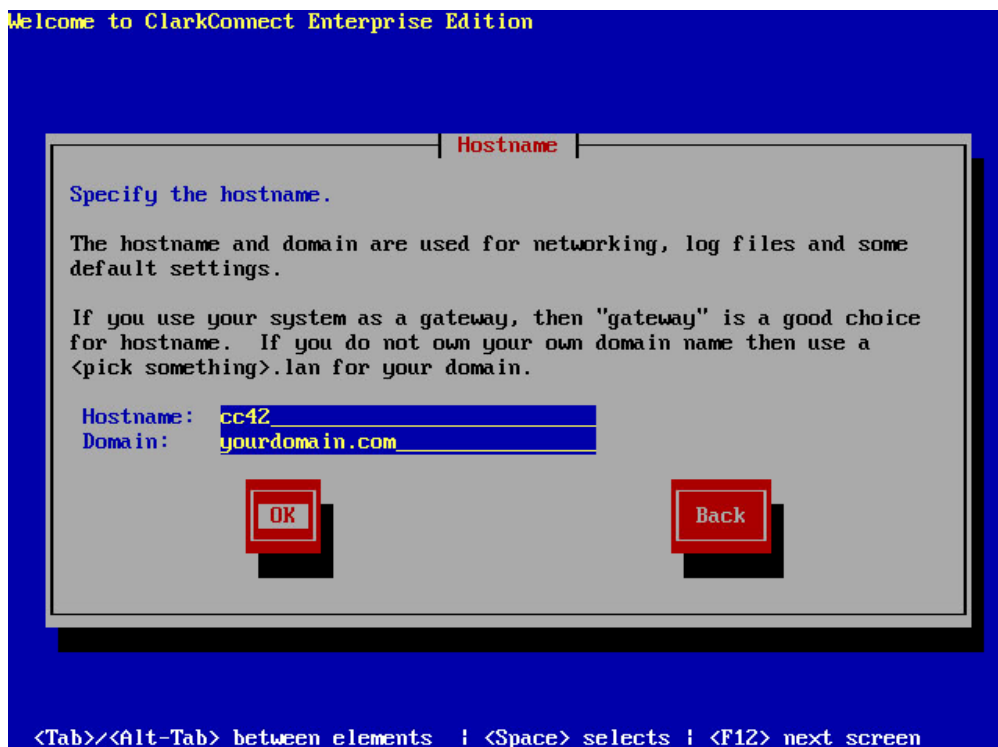 Welcome to ClarkConnect Enterprise Edition
Hostname
Specify the hostname.
The hostname and domain are used for networking, log files and some
default settings.
If you use your system as a gateway, then "gateway" is a good choice
for hostname.  If you do not own your own domain name then use a
<pick something>.lan for your domain.
Hostname: cc42
Domain: yourdomain.com
OK Back
<Tab>/<Alt-Tab> between elements | <Space> selects | <F12> next screen